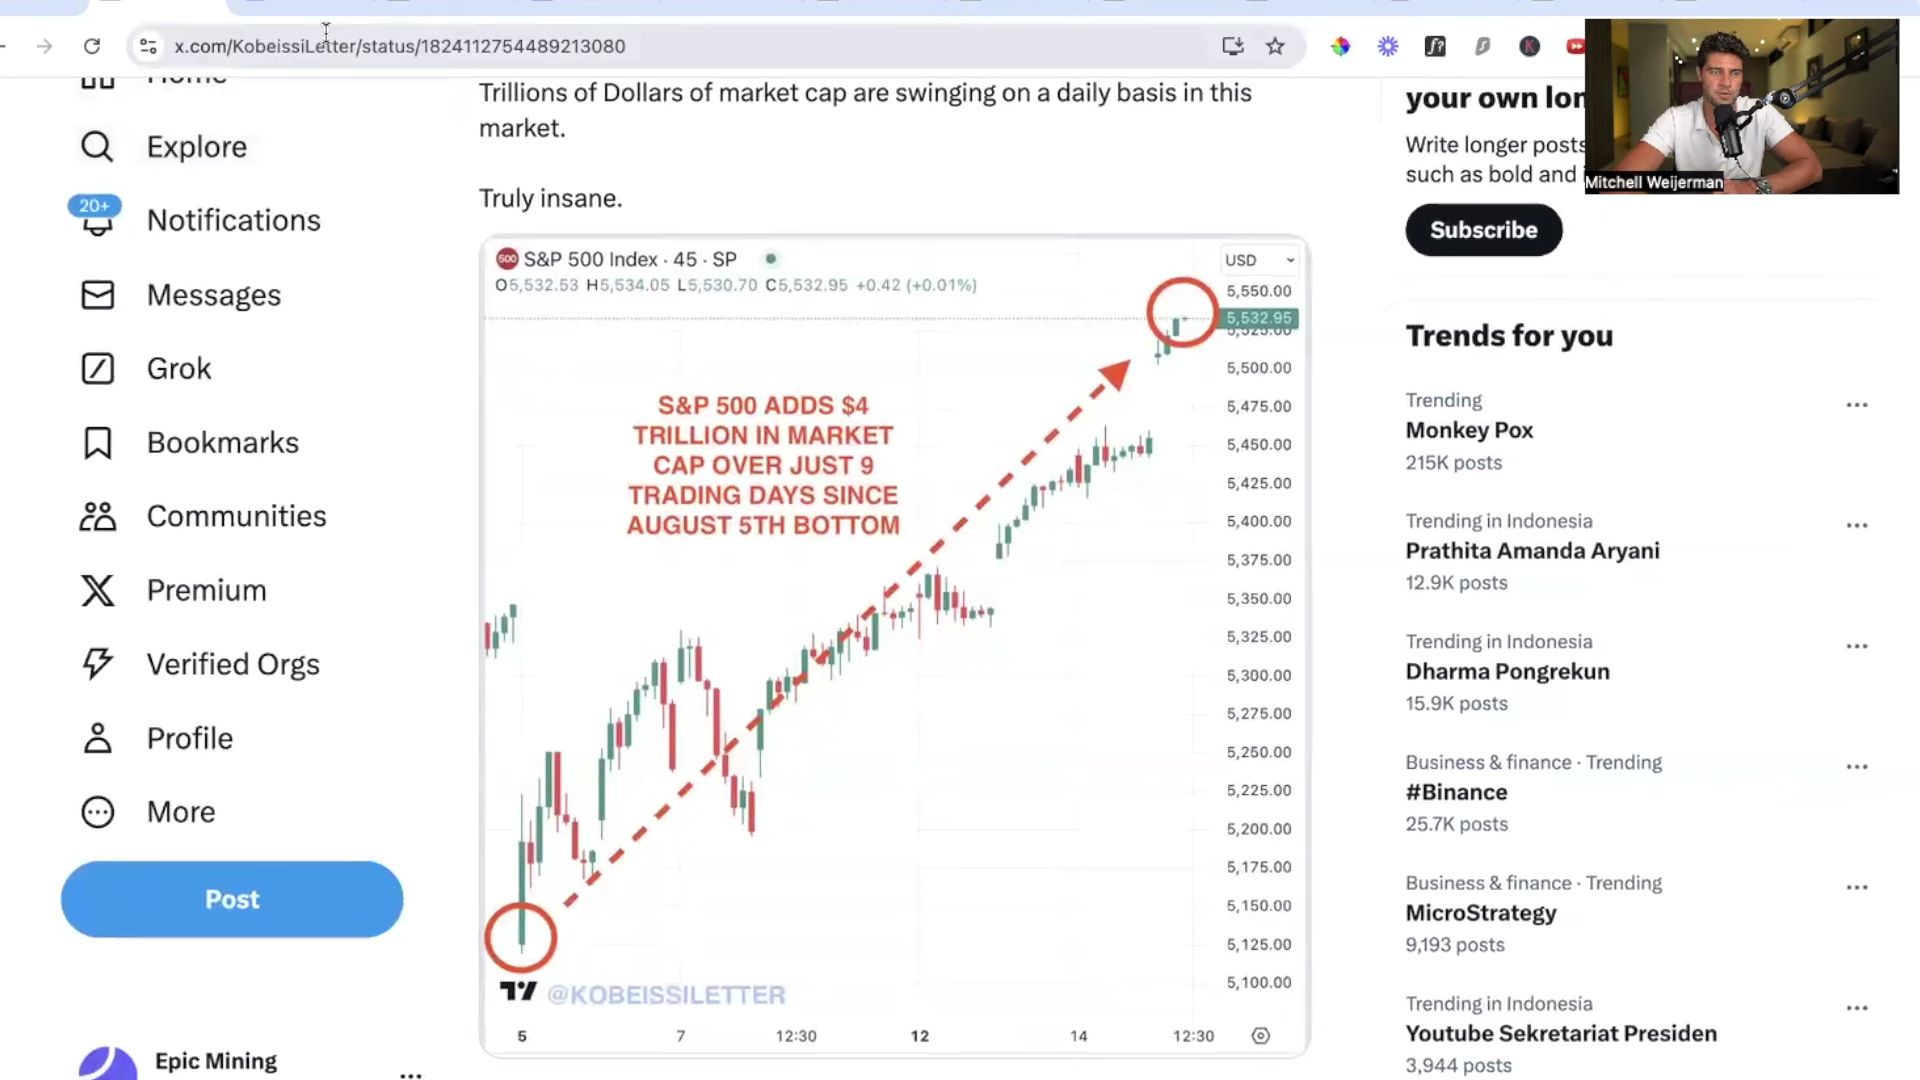 x.com/KobeissiLetter/status/1824112754489213080
Home
Explore
20+
Notifications
Messages
Grok
Bookmarks
Communities
Premium
Verified Orgs
Profile
More
Post
Epic Mining
Trillions of Dollars of market cap are swinging on a daily basis in this
market.
Truly insane.
500 S&P 500 Index · 45 · SP
USD
O5,532.53 H5,534.05 L5,530.70 C5,532.95 +0.42 (+0.01%)
S&P 500 ADDS $4
TRILLION IN MARKET
CAP OVER JUST 9
TRADING DAYS SINCE
AUGUST 5TH BOTTOM
5,550.00
5,532.95
5,525.00
5,500.00
5,475.00
5,450.00
5,425.00
5,400.00
5,375.00
5,350.00
5,325.00
5,300.00
5,275.00
5,250.00
5,225.00
5,200.00
5,175.00
5,150.00
5,125.00
5,100.00
@KOBEISSILETTER
5 7 12:30 12 14 12:30
your own lon
Write longer posts
such as bold and
Subscribe
Mitchell Weijerman
Trends for you
Trending
Monkey Pox
215K posts
Trending in Indonesia
Prathita Amanda Aryani
12.9K posts
Trending in Indonesia
Dharma Pongrekun
15.9K posts
Business & finance · Trending
#Binance
25.7K posts
Business & finance · Trending
MicroStrategy
9,193 posts
Trending in Indonesia
Youtube Sekretariat Presiden
3,944 posts